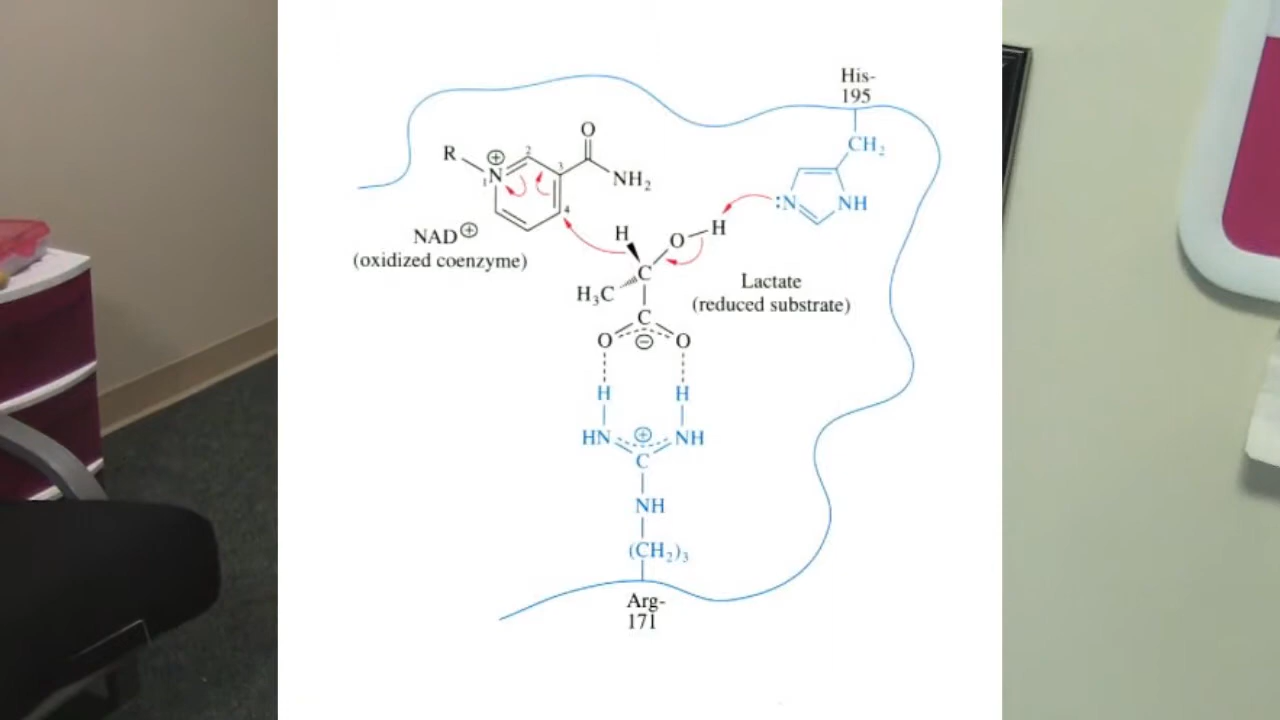 His-
195
CH₂
:N
NH
O
R
⊕
N
1
2
3
4
NH₂
NAD⊕
(oxidized coenzyme)
H
O
H
C
H₃C
Lactate
(reduced substrate)
C
O
⊖
O
H
H
HN
⊕
NH
C
NH
(CH₂)₃
Arg-
171